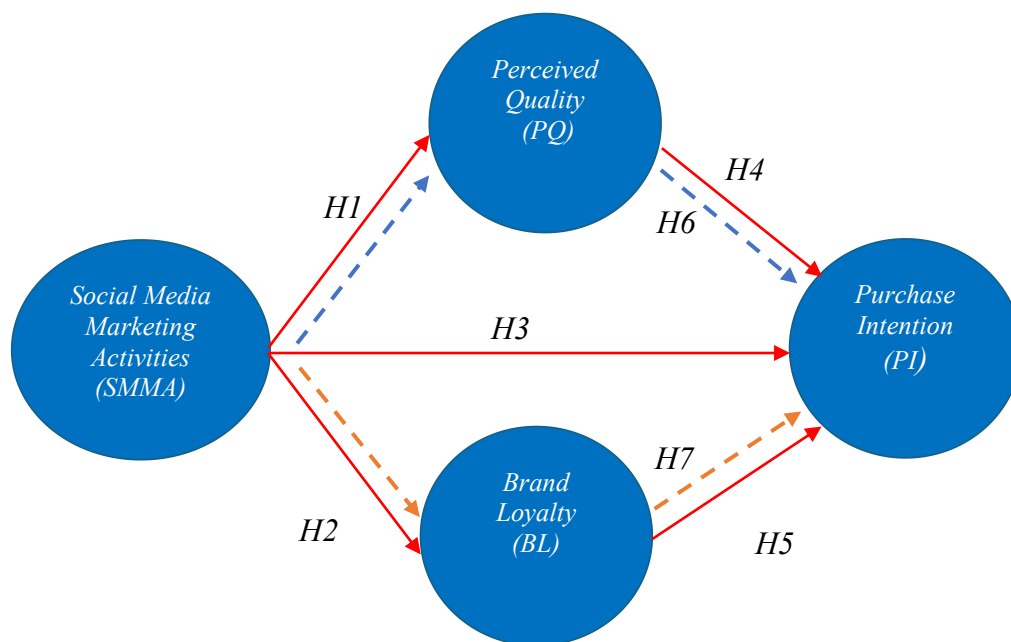 Perceived
Quality
(PQ)
H1
H4
H6
Social Media
Marketing
Activities
(SMMA)
H3
Purchase
Intention
(PI)
H2
Brand
Loyalty
(BL)
H7
H5